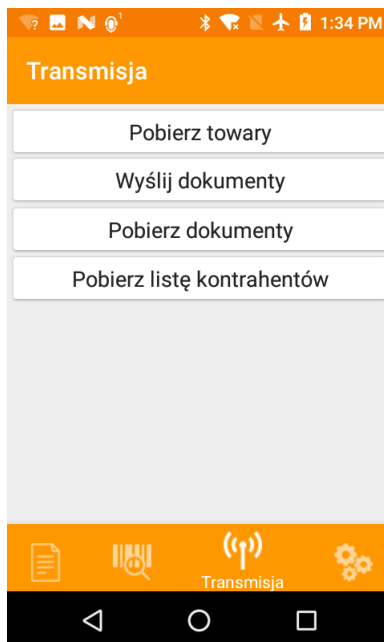 1:34 PM
Transmisja
Pobierz towary
Wyślij dokumenty
Pobierz dokumenty
Pobierz listę kontrahentów
Transmisja